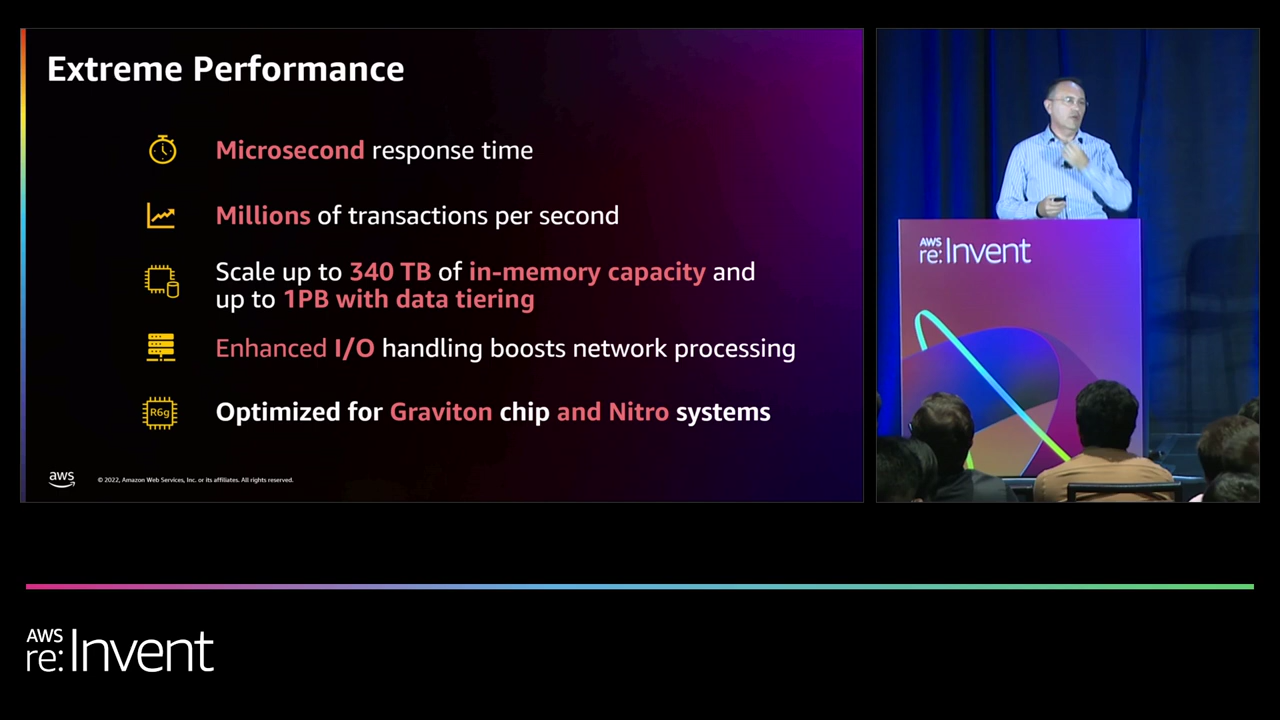 Extreme Performance
Microsecond response time
Millions of transactions per second
Scale up to 340 TB of in-memory capacity and
up to 1PB with data tiering
Enhanced I/O handling boosts network processing
R6g
Optimized for Graviton chip and Nitro systems
aws
© 2022, Amazon Web Services, Inc. or its affiliates. All rights reserved.
AWS
re:Invent
AWS
re:Invent